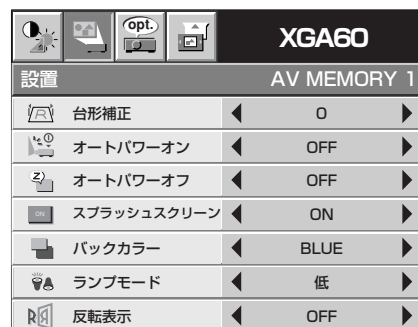 opt.
XGA60
設置 AV MEMORY 1
台形補正 0
オートパワーオン OFF
オートパワーオフ OFF
スプラッシュスクリーン ON
バックカラー BLUE
ランプモード 低
反転表示 OFF